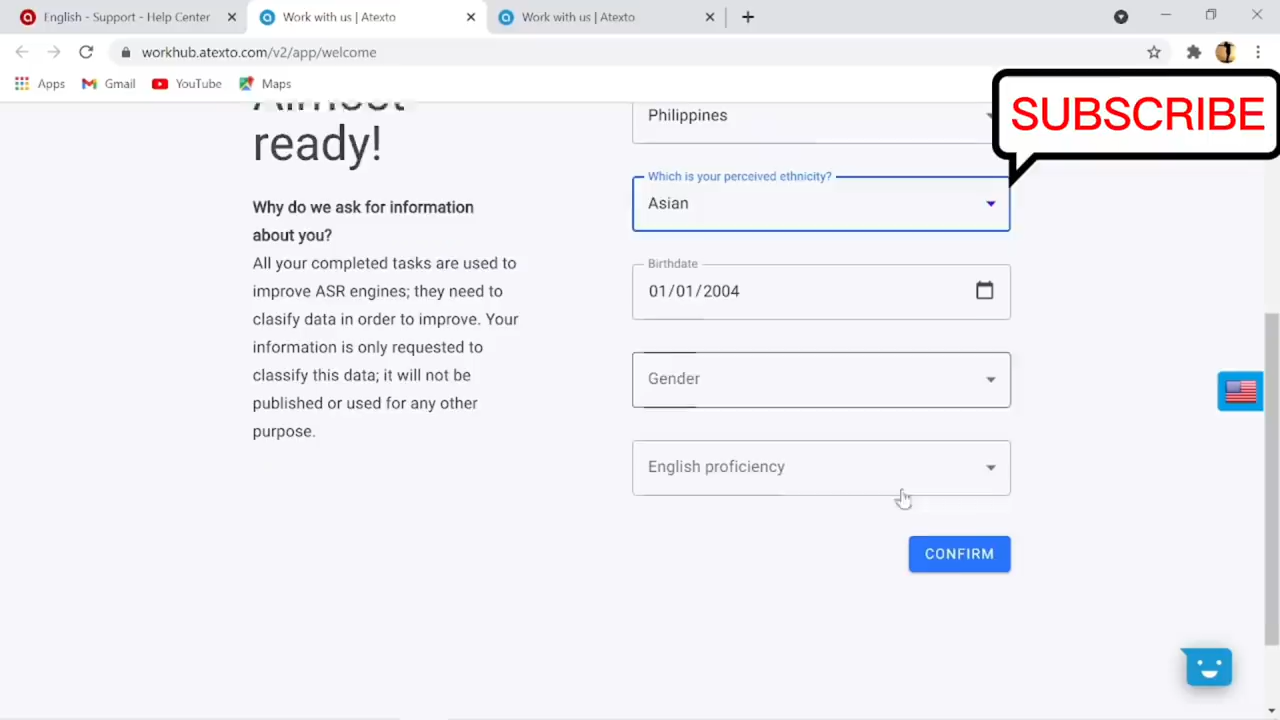 English - Support - Help Center
Work with us | Atexto
Work with us | Atexto
workhub.atexto.com/v2/app/welcome
Apps
Gmail
YouTube
Maps
SUBSCRIBE
Almost
ready!
Why do we ask for information
about you?
All your completed tasks are used to
improve ASR engines; they need to
clasify data in order to improve. Your
information is only requested to
classify this data; it will not be
published or used for any other
purpose.
Philippines
Which is your perceived ethnicity?
Asian
Birthdate
01/01/2004
Gender
English proficiency
CONFIRM